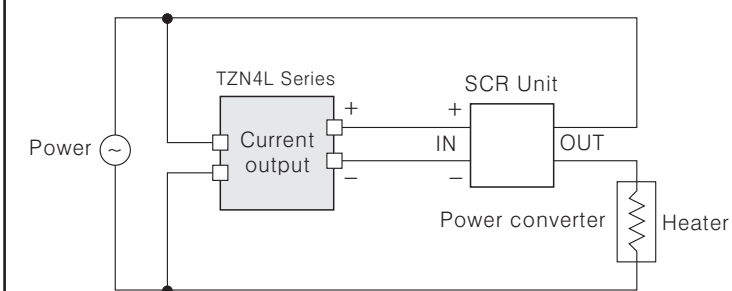 TZN4L Series
SCR Unit
Power
~
Current
output
+
−
+
IN
−
OUT
Power converter
Heater